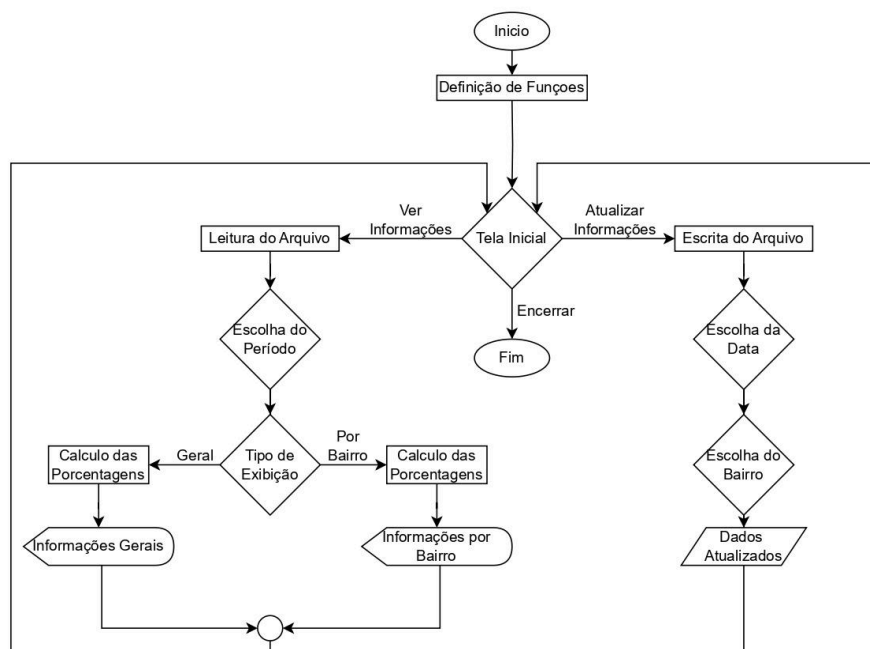 Inicio
Definição de Funçoes
Ver
Informações
Tela Inicial
Atualizar
Informações
Leitura do Arquivo
Escrita do Arquivo
Encerrar
Fim
Escolha do
Período
Escolha da
Data
Calculo das
Porcentagens
Geral
Tipo de
Exibição
Por
Bairro
Calculo das
Porcentagens
Escolha do
Bairro
Informações Gerais
Informações por
Bairro
Dados
Atualizados